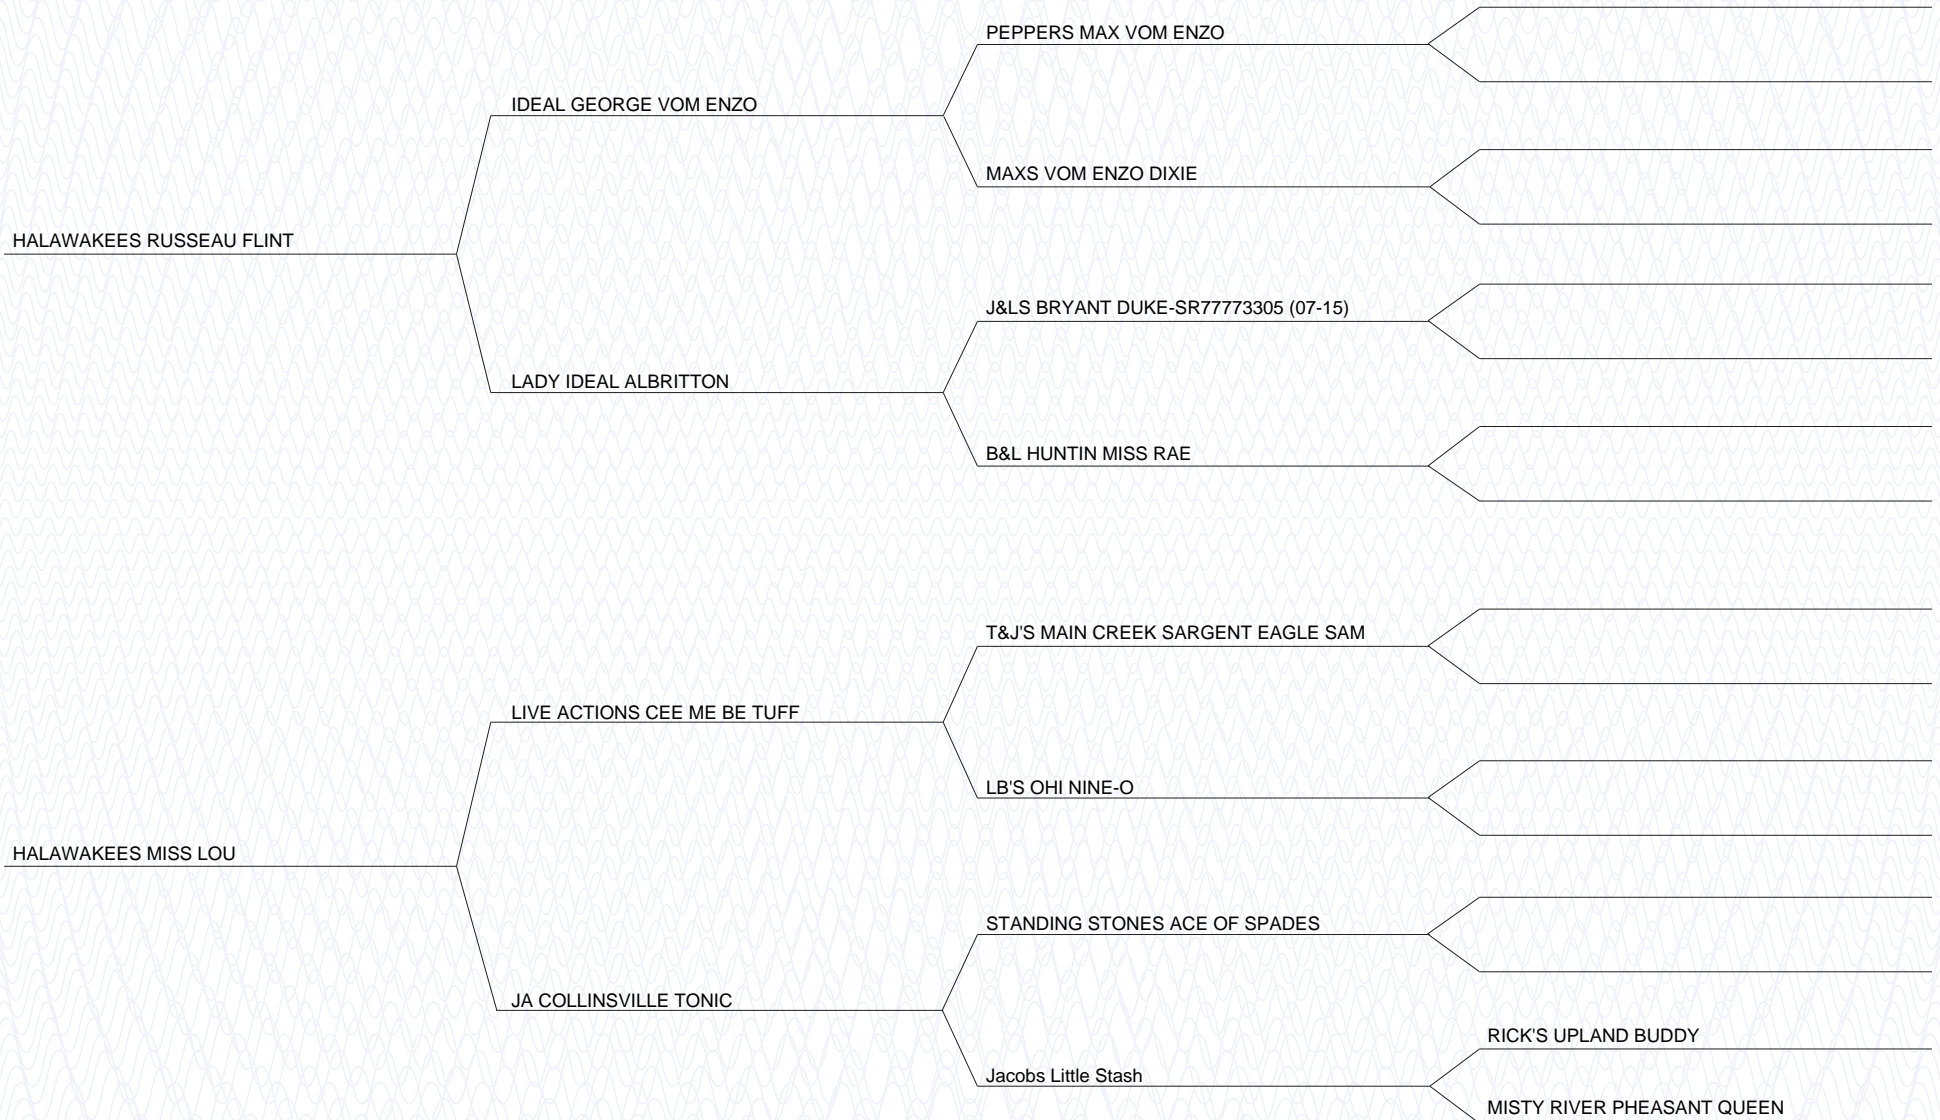 PEPPERS MAX VOM ENZO
IDEAL GEORGE VOM ENZO
MAXS VOM ENZO DIXIE
HALAWAKEES RUSSEAU FLINT
J&LS BRYANT DUKE-SR77773305 (07-15)
LADY IDEAL ALBRITTON
B&L HUNTIN MISS RAE
T&J'S MAIN CREEK SARGENT EAGLE SAM
LIVE ACTIONS CEE ME BE TUFF
LB'S OHI NINE-O
HALAWAKEES MISS LOU
STANDING STONES ACE OF SPADES
JA COLLINSVILLE TONIC
RICK'S UPLAND BUDDY
Jacobs Little Stash
MISTY RIVER PHEASANT QUEEN